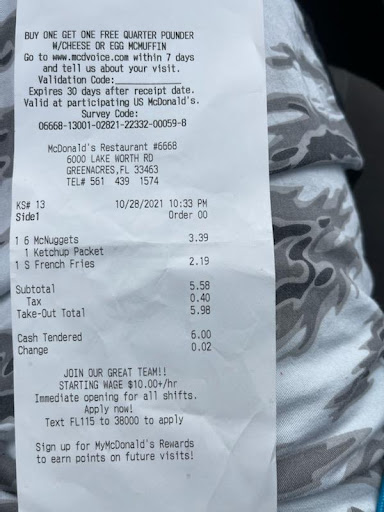 BUY ONE GET ONE FREE QUARTER POUNDER
W/CHEESE OR EGG MCMUFFIN
Go to www.mcdvoice.com within 7 days
and tell us about your visit.
Validation Code:____________
Expires 30 days after receipt date.
Valid at participating US McDonald's.
Survey Code:
06668-13001-02821-22332-00059-8
McDonald's Restaurant #6668
6000 LAKE WORTH RD
GREENACRES,FL 33463
TEL# 561 439 1574
KS# 13 10/28/2021 10:33 PM
Side1 Order 00
1 6 McNuggets 3.39
1 Ketchup Packet
1 S French Fries 2.19
Subtotal 5.58
Tax 0.40
Take-Out Total 5.98
Cash Tendered 6.00
Change 0.02
JOIN OUR GREAT TEAM!!
STARTING WAGE $10.00+/hr
Immediate opening for all shifts.
Apply now!
Text FL115 to 38000 to apply
Sign up for MyMcDonald's Rewards
to earn points on future visits!